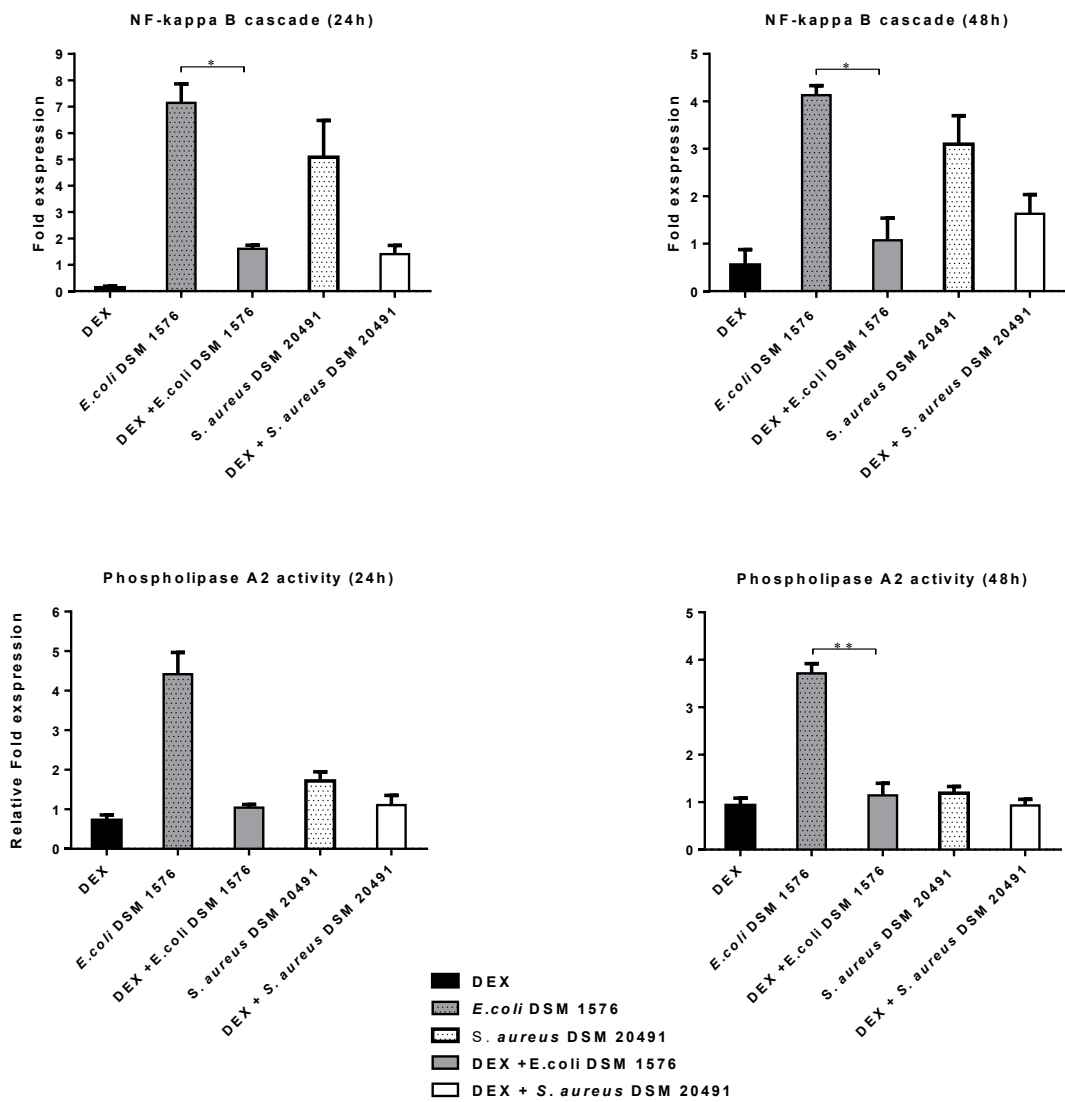 NF-kappa B cascade (24h)
Fold exspression
9
8
7
6
5
4
3
2
1
0
*
DEX
E.coli DSM 1576
DEX +E.coli DSM 1576
S. aureus DSM 20491
DEX + S. aureus DSM 20491
NF-kappa B cascade (48h)
Fold exspression
5
4
3
2
1
0
*
DEX
E.coli DSM 1576
DEX +E.coli DSM 1576
S. aureus DSM 20491
DEX + S. aureus DSM 20491
Phospholipase A2 activity (24h)
Relative Fold exspression
6
5
4
3
2
1
0
DEX
E.coli DSM 1576
DEX +E.coli DSM 1576
S. aureus DSM 20491
DEX + S. aureus DSM 20491
Phospholipase A2 activity (48h)
5
4
3
2
1
0
**
DEX
E.coli DSM 1576
DEX +E.coli DSM 1576
S. aureus DSM 20491
DEX + S. aureus DSM 20491
DEX
E.coli DSM 1576
S. aureus DSM 20491
DEX +E.coli DSM 1576
DEX + S. aureus DSM 20491